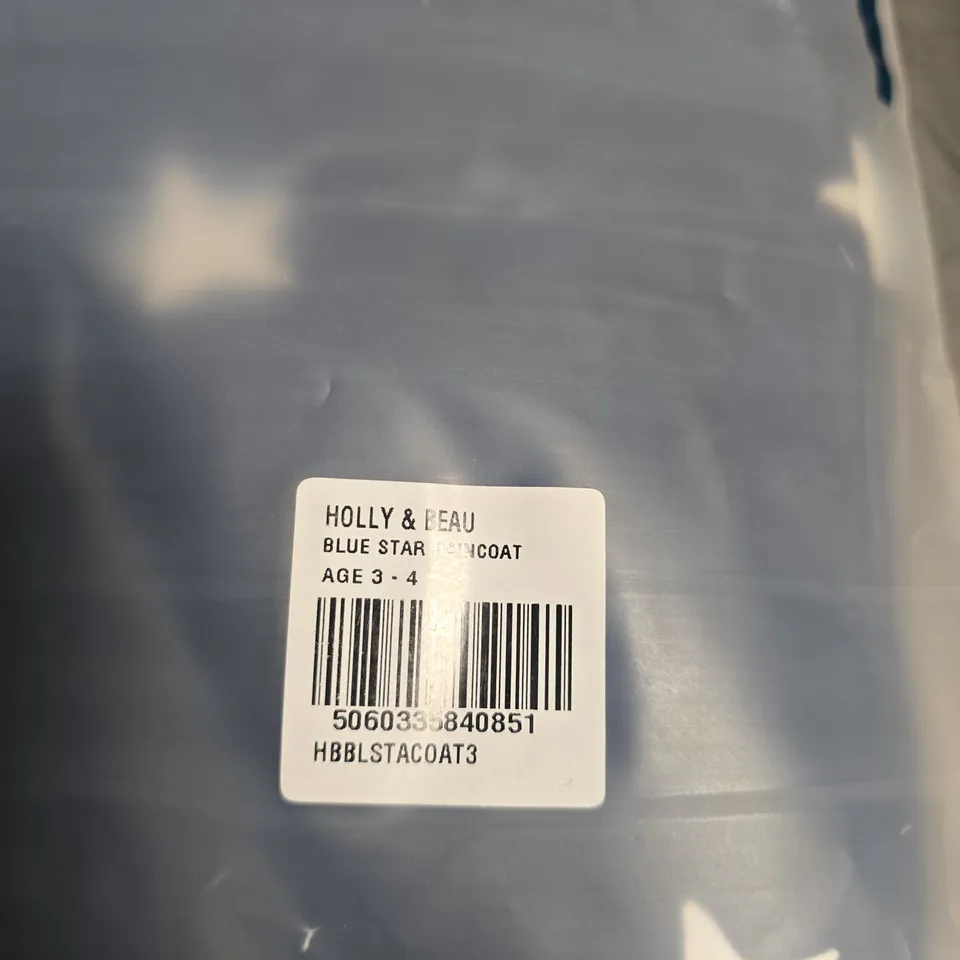 HOLLY & BEAU
BLUE STAR RAINCOAT
AGE 3 - 4
5060335840851
HBBLSTACOAT3